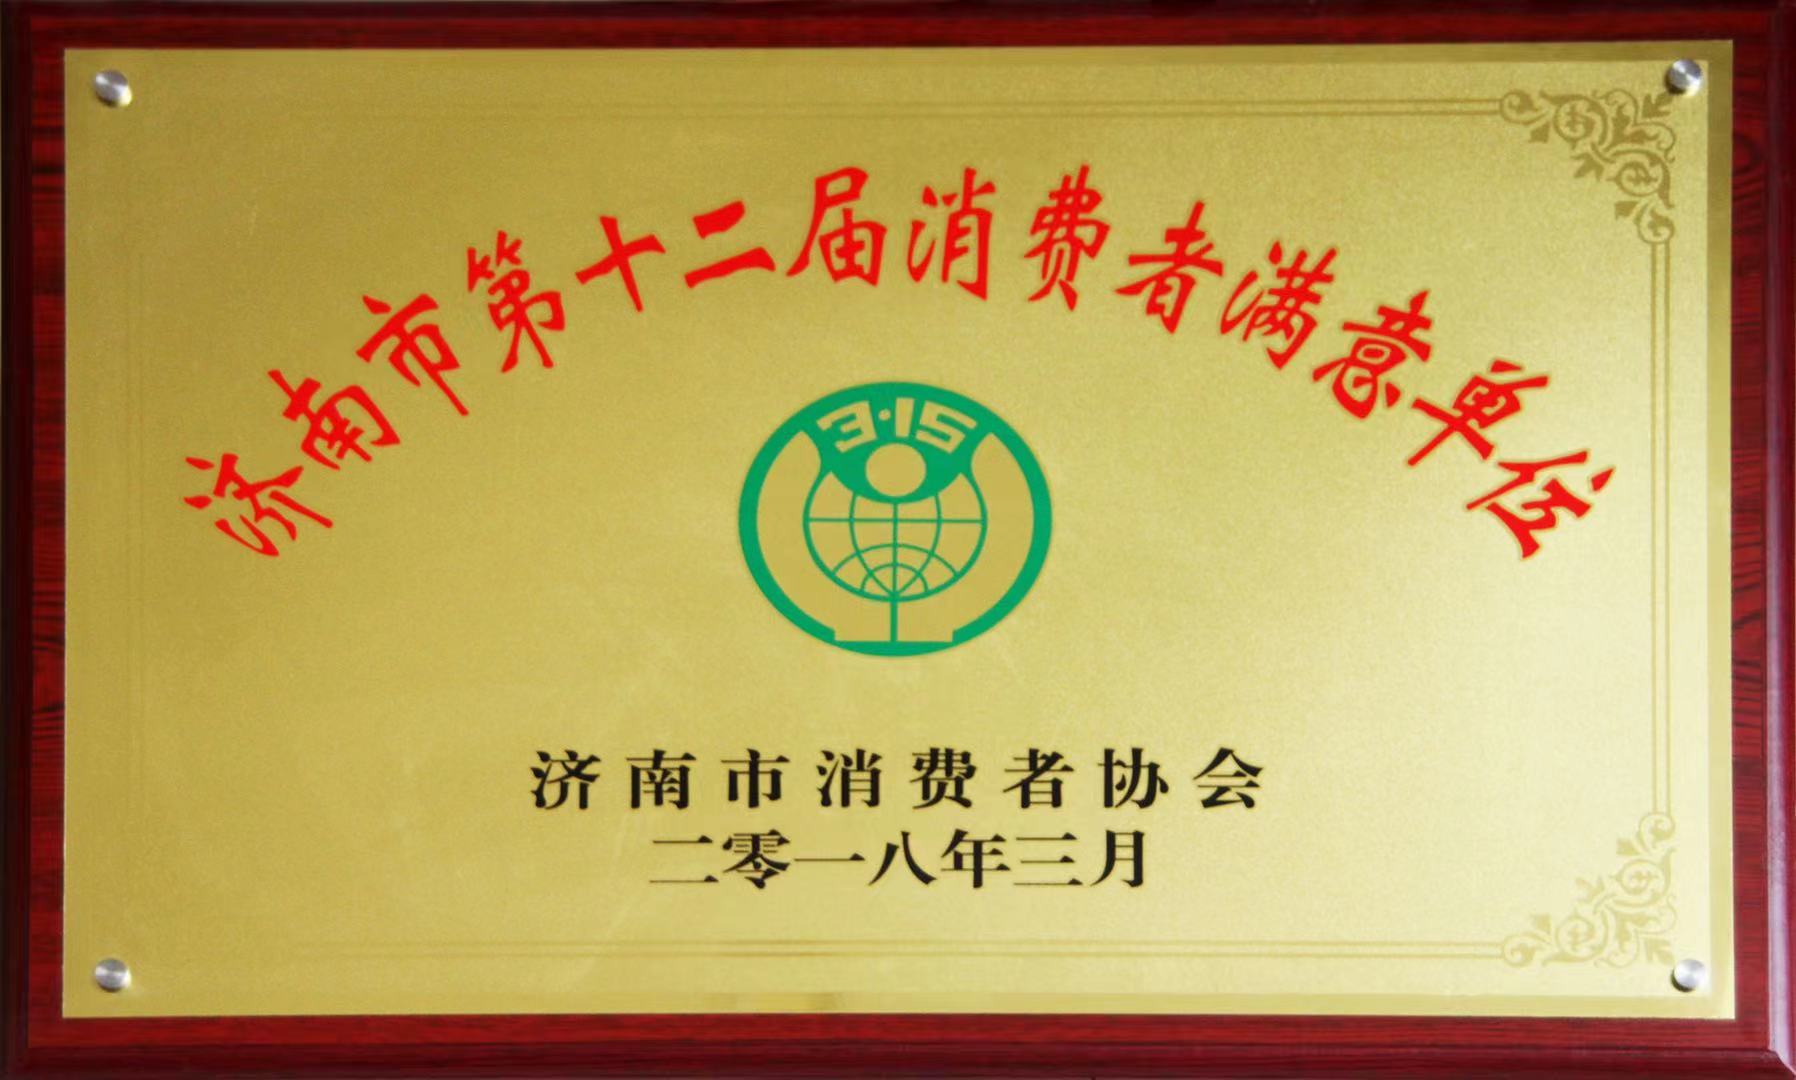 济南市第十二届消费者满意单位
3·15
济南市消费者协会
二零一八年三月